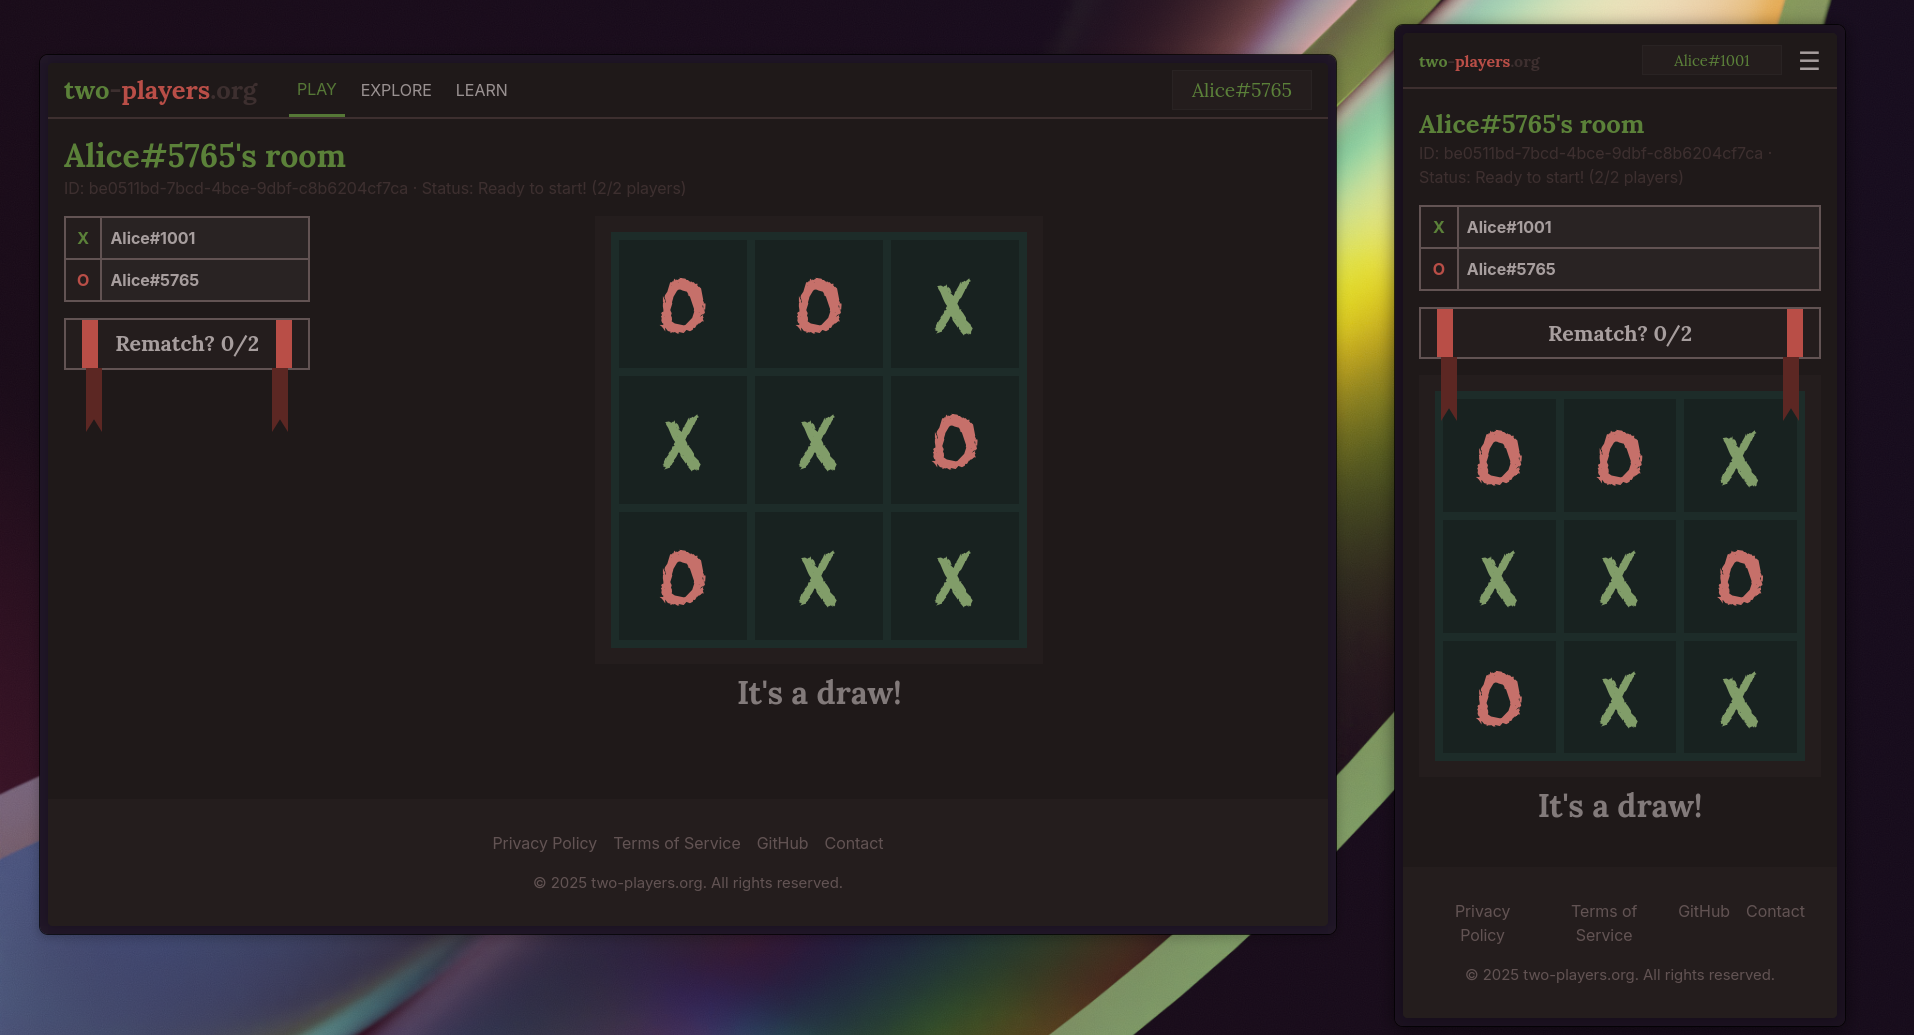 two-players.org PLAY EXPLORE LEARN Alice#5765
Alice#5765's room
ID: be0511bd-7bcd-4bce-9dbf-c8b6204cf7ca · Status: Ready to start! (2/2 players)
X Alice#1001
O Alice#5765
Rematch? 0/2
O O X
X X O
O X X
It's a draw!
Privacy Policy Terms of Service GitHub Contact
© 2025 two-players.org. All rights reserved.
two-players.org Alice#1001 ☰
Alice#5765's room
ID: be0511bd-7bcd-4bce-9dbf-c8b6204cf7ca ·
Status: Ready to start! (2/2 players)
X Alice#1001
O Alice#5765
Rematch? 0/2
O O X
X X O
O X X
It's a draw!
Privacy Policy Terms of Service GitHub Contact
© 2025 two-players.org. All rights reserved.